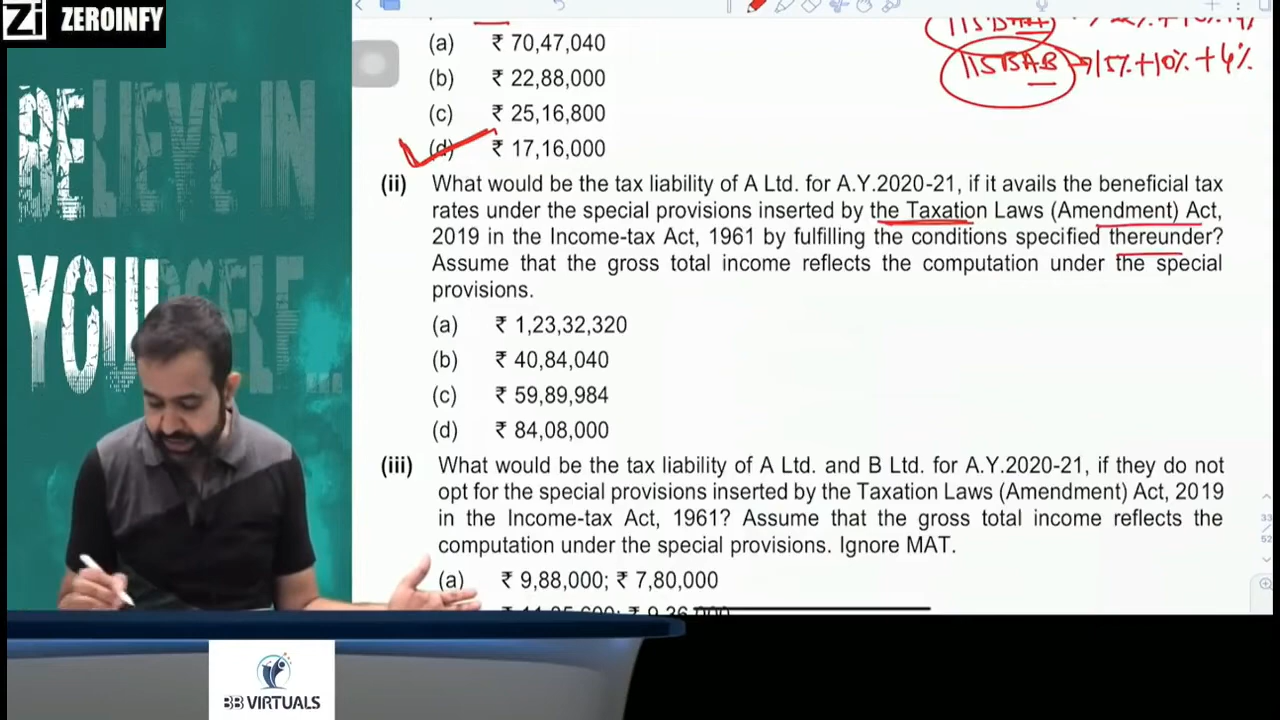 Zi ZEROINFY
BELIEVE IN
YOURSELF...
115BAB → 15% + 10% + 4%
(a) ₹ 70,47,040
(b) ₹ 22,88,000
(c) ₹ 25,16,800
(d) ₹ 17,16,000
(ii) What would be the tax liability of A Ltd. for A.Y.2020-21, if it avails the beneficial tax
rates under the special provisions inserted by the Taxation Laws (Amendment) Act,
2019 in the Income-tax Act, 1961 by fulfilling the conditions specified thereunder?
Assume that the gross total income reflects the computation under the special
provisions.
(a) ₹ 1,23,32,320
(b) ₹ 40,84,040
(c) ₹ 59,89,984
(d) ₹ 84,08,000
(iii) What would be the tax liability of A Ltd. and B Ltd. for A.Y.2020-21, if they do not
opt for the special provisions inserted by the Taxation Laws (Amendment) Act, 2019
in the Income-tax Act, 1961? Assume that the gross total income reflects the
computation under the special provisions. Ignore MAT.
(a) ₹ 9,88,000; ₹ 7,80,000
33
52
BB VIRTUALS